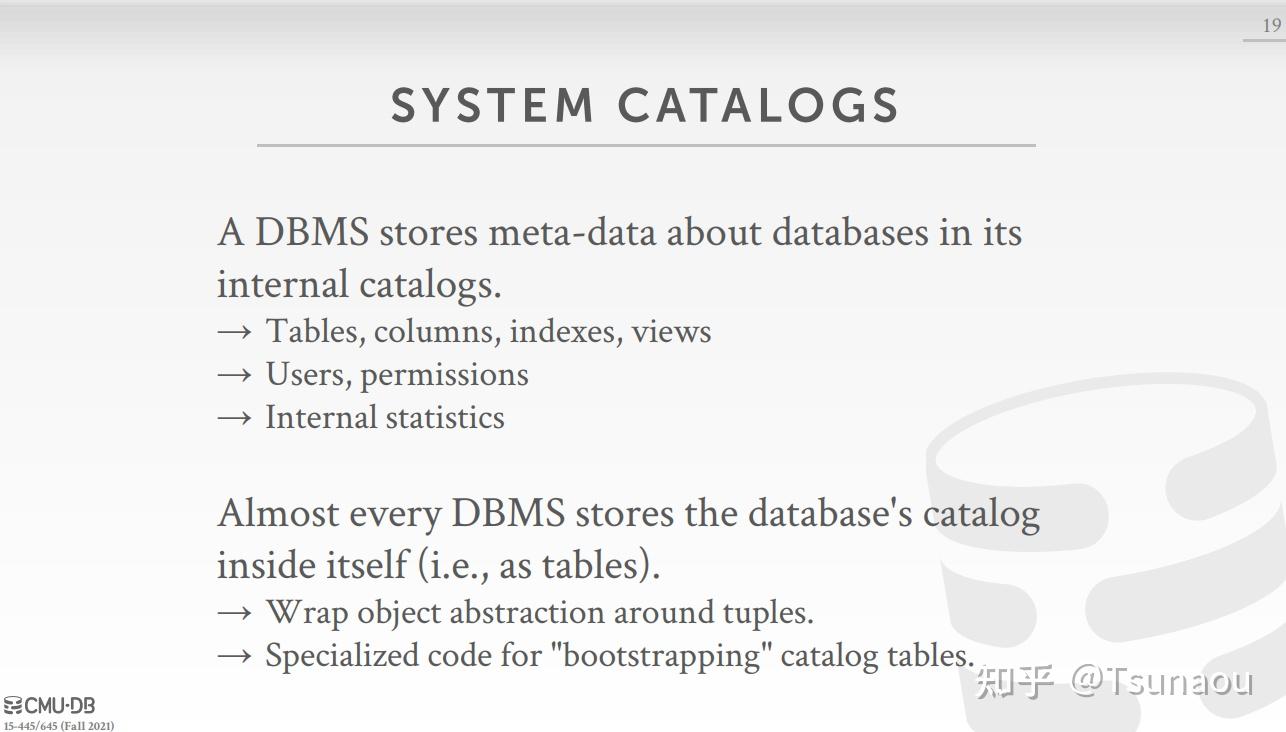 19
SYSTEM CATALOGS
A DBMS stores meta-data about databases in its
internal catalogs.
→ Tables, columns, indexes, views
→ Users, permissions
→ Internal statistics
Almost every DBMS stores the database's catalog
inside itself (i.e., as tables).
→ Wrap object abstraction around tuples.
→ Specialized code for "bootstrapping" catalog tables.
知乎 @Tsunaou
CMU·DB
15-445/645 (Fall 2021)